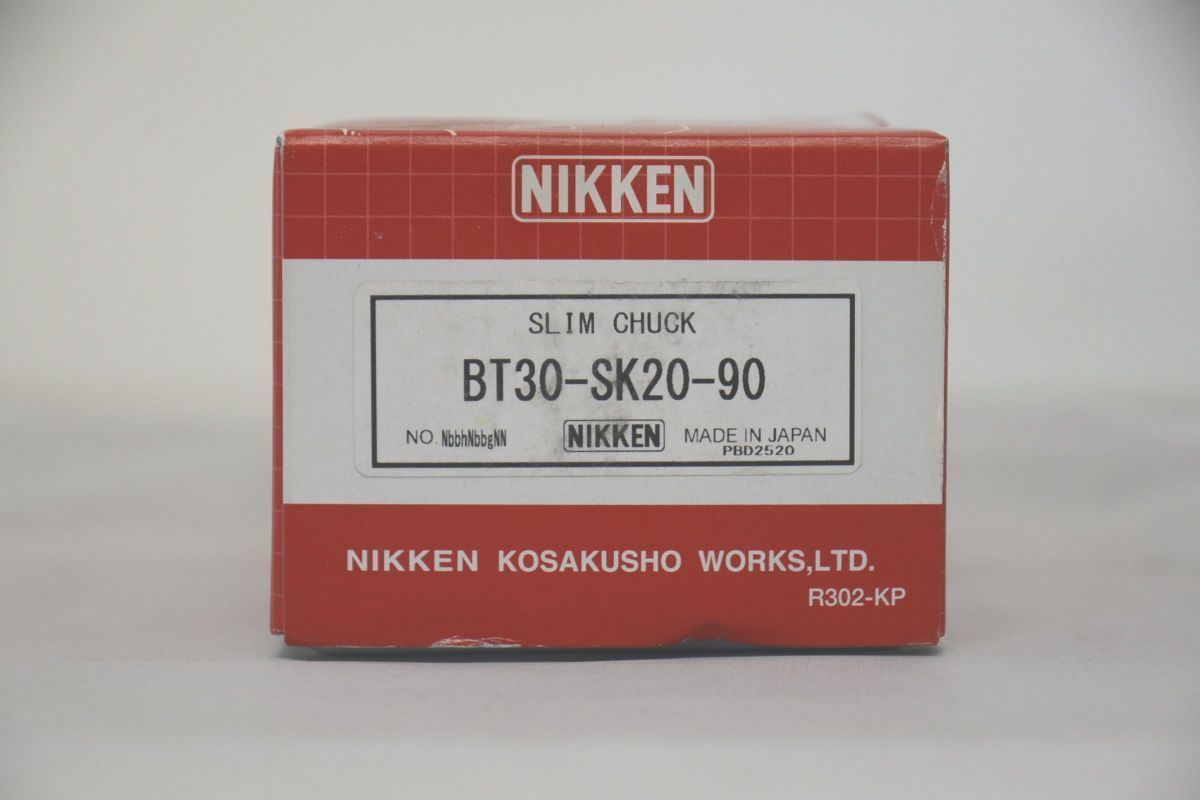 NIKKEN
SLIM CHUCK
BT30-SK20-90
NO. NbbhNbbgNN NIKKEN MADE IN JAPAN
PBD2520
NIKKEN KOSAKUSHO WORKS,LTD.
R302-KP